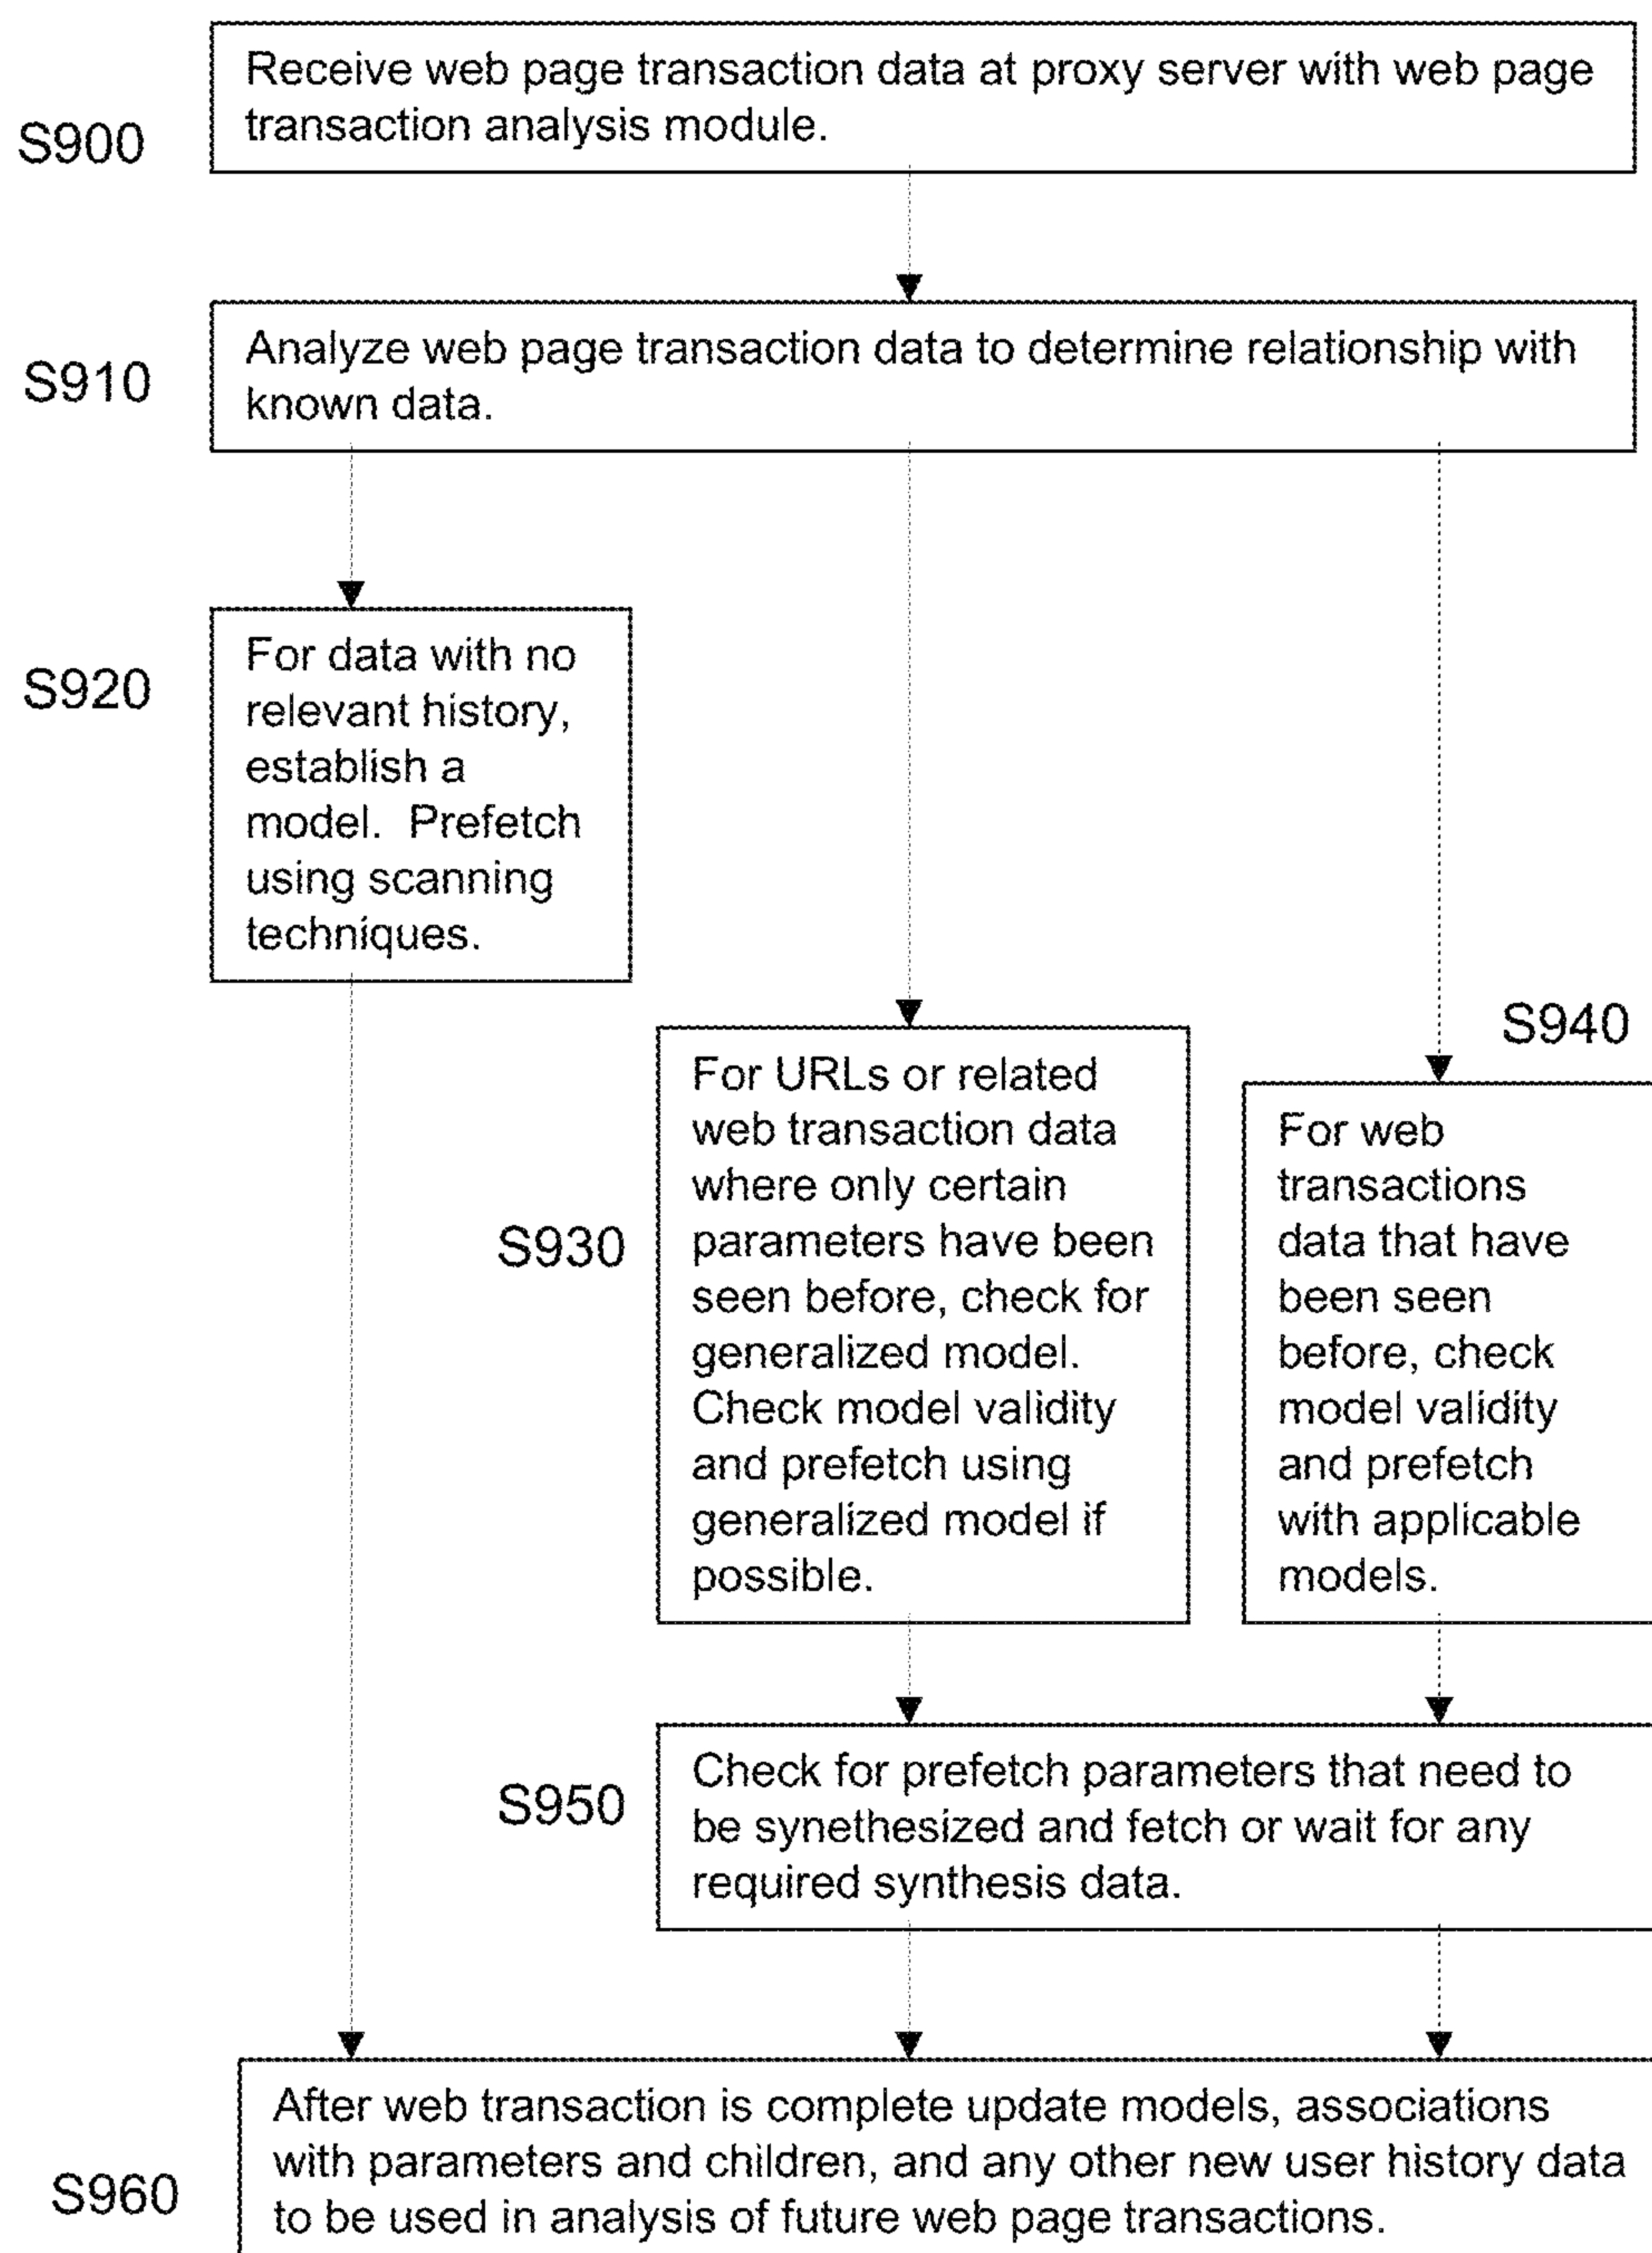 Receive web page transaction data at proxy server with web page
transaction analysis module.
S900
Analyze web page transaction data to determine relationship with
known data.
S910
S920
For data with no
relevant history,
establish a
model.  Prefetch
using scanning
techniques.
S930
For URLs or related
web transaction data
where only certain
parameters have been
seen before, check for
generalized model.
Check model validity
and prefetch using
generalized model if
possible.
S940
For web
transactions
data that have
been seen
before, check
model validity
and prefetch
with applicable
models.
S950
Check for prefetch parameters that need to
be synethesized and fetch or wait for any
required synthesis data.
After web transaction is complete update models, associations
with parameters and children, and any other new user history data
to be used in analysis of future web page transactions.
S960